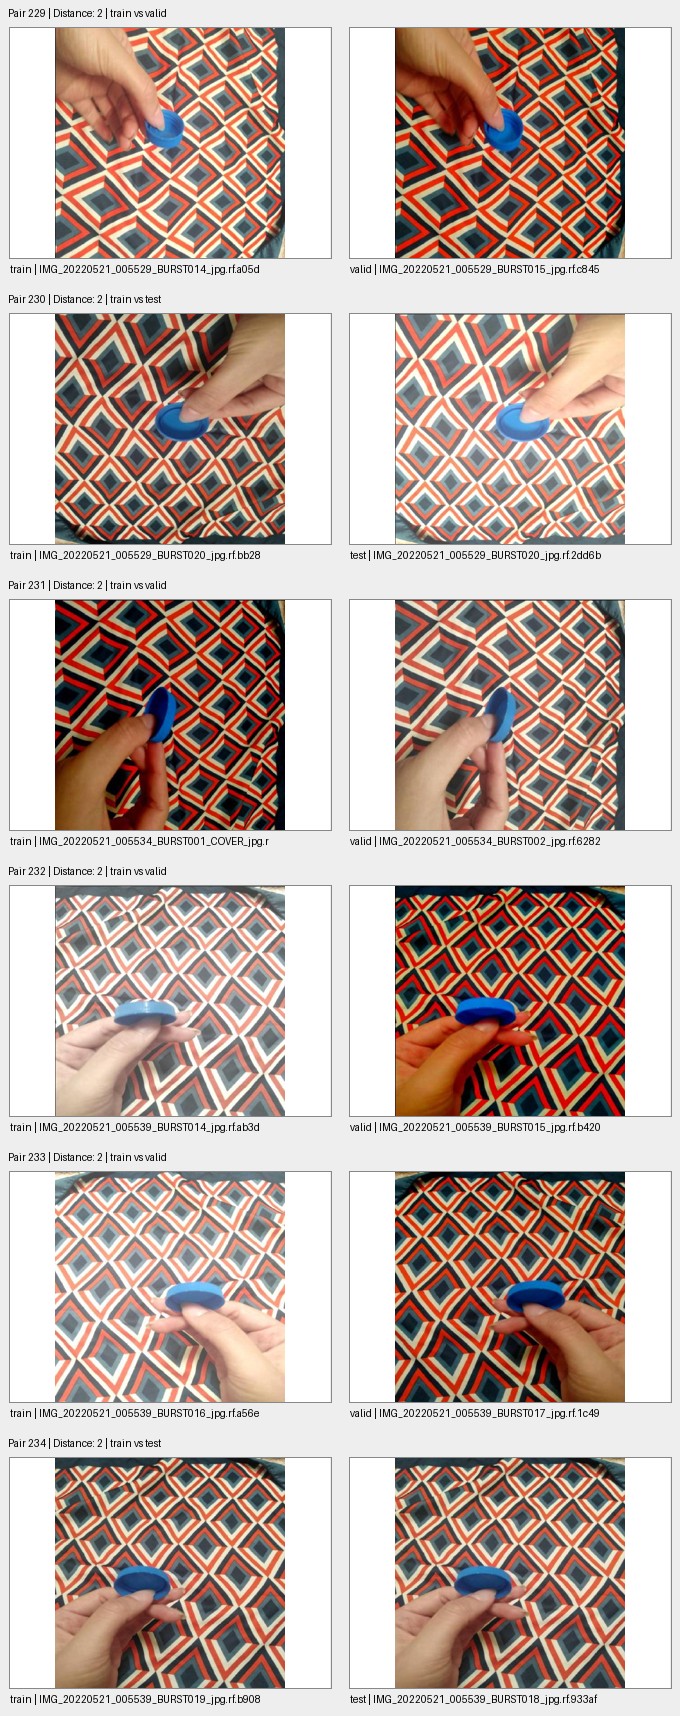 Pair 229 | Distance: 2 | train vs valid
train | IMG_20220521_005529_BURST014_jpg.rf.a05d
valid | IMG_20220521_005529_BURST015_jpg.rf.c845
Pair 230 | Distance: 2 | train vs test
train | IMG_20220521_005529_BURST020_jpg.rf.bb28
test | IMG_20220521_005529_BURST020_jpg.rf.2dd6b
Pair 231 | Distance: 2 | train vs valid
train | IMG_20220521_005534_BURST001_COVER_jpg.r
valid | IMG_20220521_005534_BURST002_jpg.rf.6282
Pair 232 | Distance: 2 | train vs valid
train | IMG_20220521_005539_BURST014_jpg.rf.ab3d
valid | IMG_20220521_005539_BURST015_jpg.rf.b420
Pair 233 | Distance: 2 | train vs valid
train | IMG_20220521_005539_BURST016_jpg.rf.a56e
valid | IMG_20220521_005539_BURST017_jpg.rf.1c49
Pair 234 | Distance: 2 | train vs test
train | IMG_20220521_005539_BURST019_jpg.rf.b908
test | IMG_20220521_005539_BURST018_jpg.rf.933af